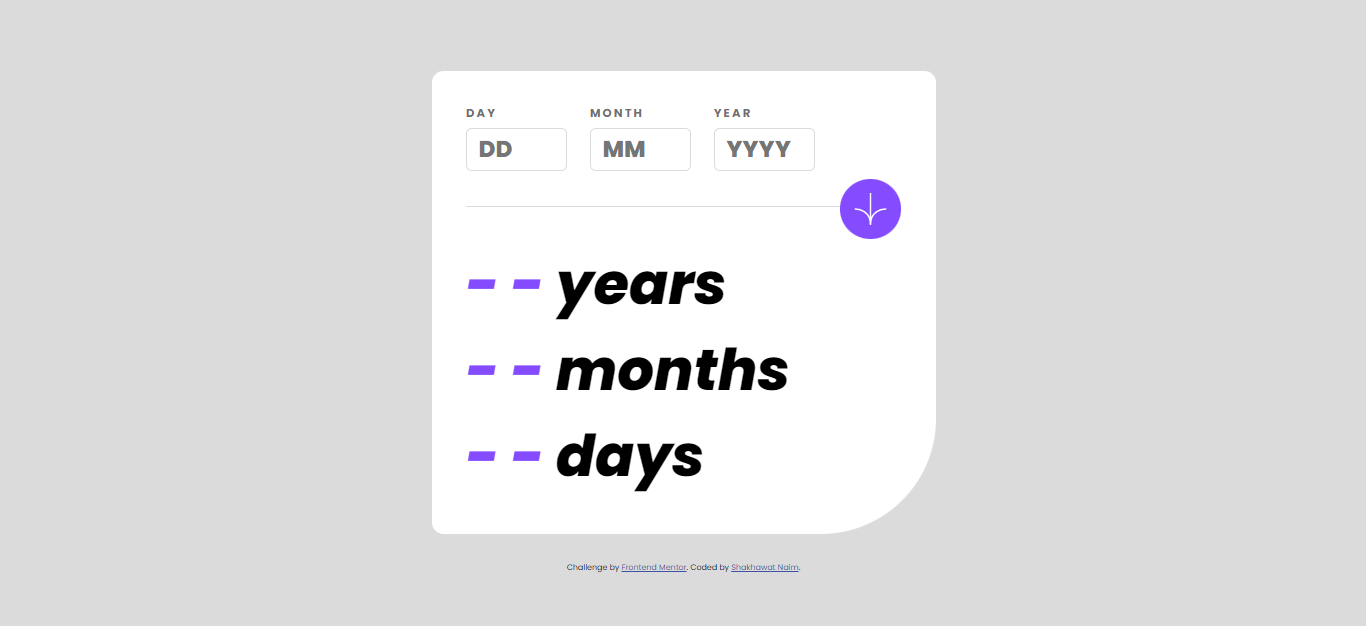 DAY MONTH YEAR
DD MM YYYY
- - years
- - months
- - days
Challenge by Frontend Mentor. Coded by Shakhawat Naim.